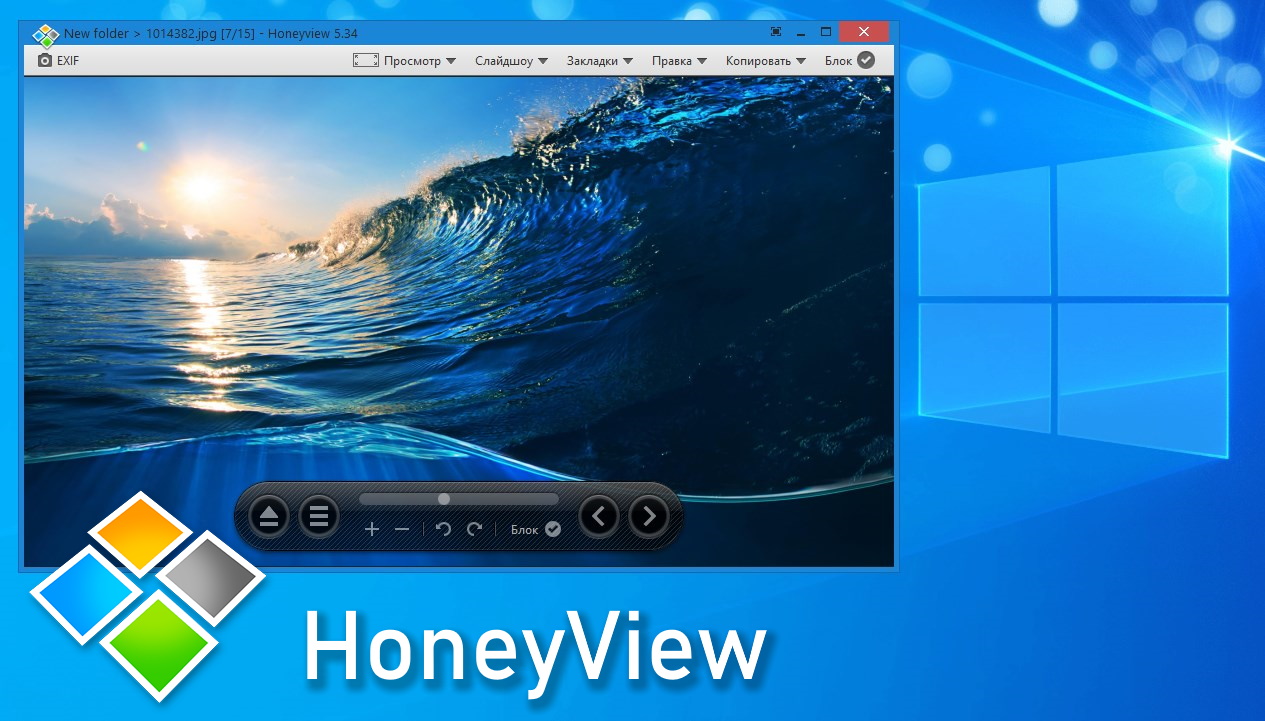 New folder > 1014382.jpg [7/15] - Honeyview 5.34
EXIF Просмотр Слайдшоу Закладки Правка Копировать Блок
Блок
HoneyView